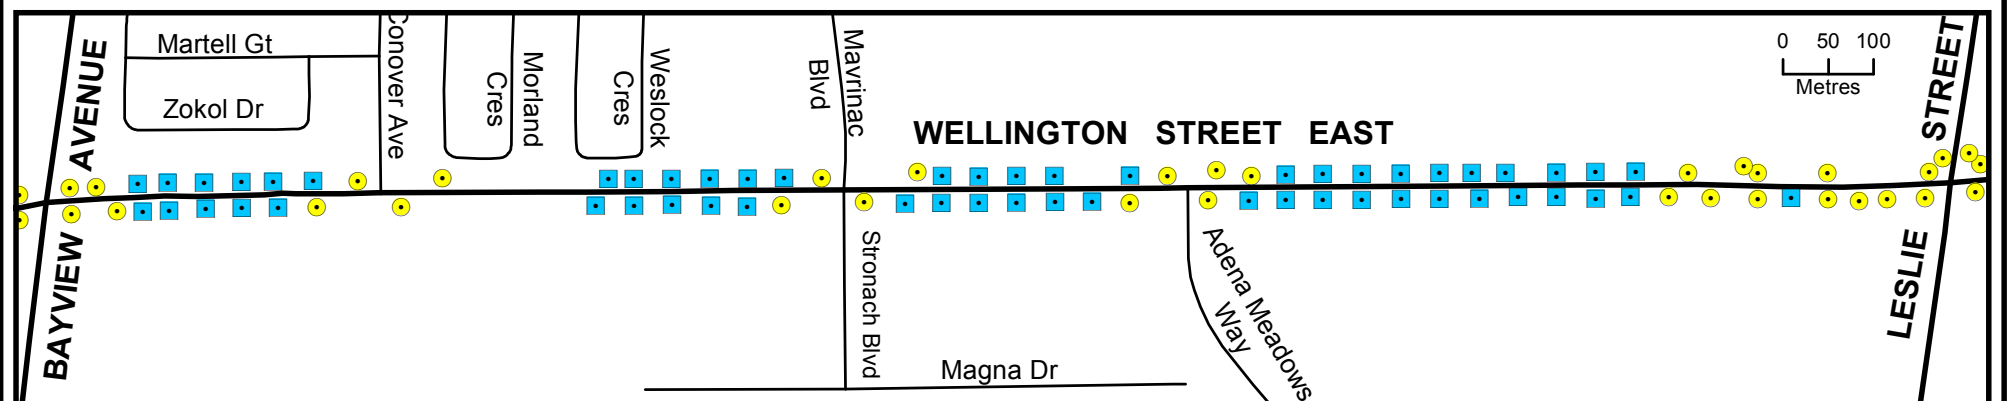 Martell Gt
Zokol Dr
Conover Ave
Morland
Cres
Weslock
Cres
Mavrinac
Blvd
0 50 100
Metres
BAYVIEW AVENUE
WELLINGTON STREET EAST
LESLIE STREET
Stronach Blvd
Magna Dr
Adena Meadows
Way